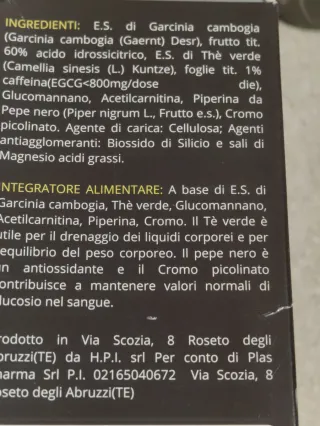 INGREDIENTI: E.S. di Garcinia cambogia
(Garcinia cambogia (Gaernt) Desr), frutto tit.
60% acido idrossicitrico, E.S. di Thè verde
(Camellia sinesis (L.) Kuntze), foglie tit. 1%
caffeina(EGCG<800mg/dose die),
Glucomannano, Acetilcarnitina, Piperina da
Pepe nero (Piper nigrum L., Frutto e.s.), Cromo
picolinato. Agente di carica: Cellulosa; Agenti
antiagglomeranti: Biossido di Silicio e sali di
Magnesio acidi grassi.
NTEGRATORE ALIMENTARE: A base di E.S. di
Garcinia cambogia, Thè verde, Glucomannano,
Acetilcarnitina, Piperina, Cromo. Il Tè verde è
utile per il drenaggio dei liquidi corporei e per
'equilibrio del peso corporeo. Il pepe nero è
un antiossidante e il Cromo picolinato
contribuisce a mantenere valori normali di
glucosio nel sangue.
rodotto in Via Scozia, 8 Roseto degli
bruzzi(TE) da H.P.I. srl Per conto di Plas
harma Srl P.I. 02165040672 Via Scozia, 8
oseto degli Abruzzi(TE)